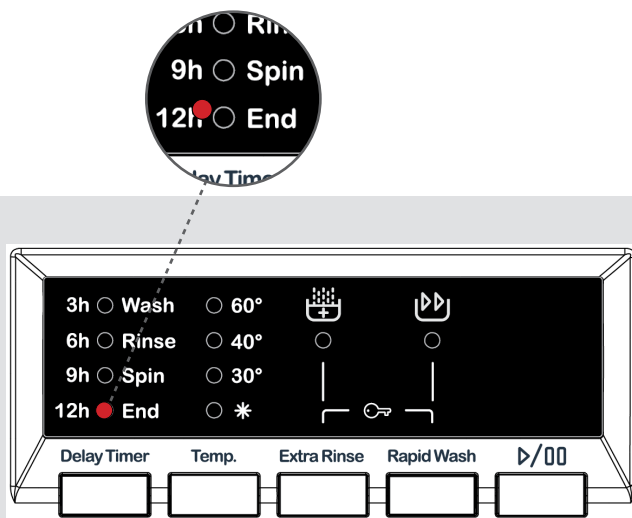 9h Spin
12h End
3h Wash 60°
6h Rinse 40°
9h Spin 30°
12h End
Delay Timer Temp. Extra Rinse Rapid Wash